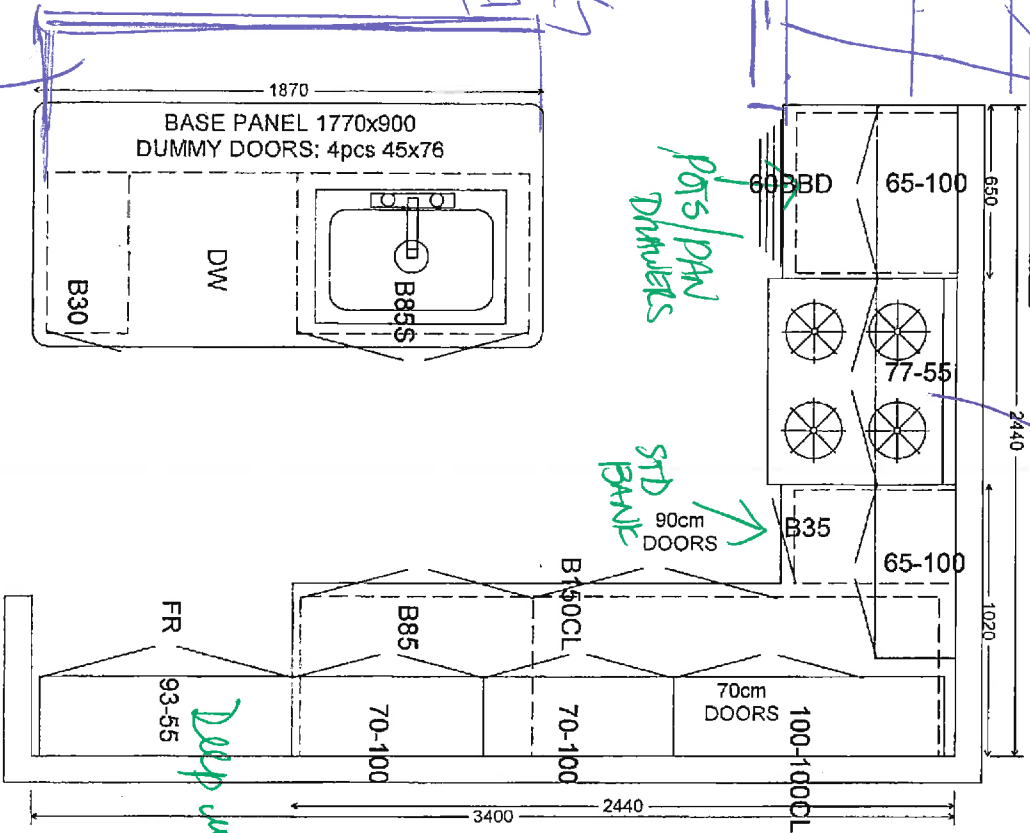 1870
BASE PANEL 1770x900
DUMMY DOORS: 4pcs 45x76
B30
DW
B85S
POTS/PAN
DRAWERS
60BBD
65-100
650
77-55
2440
STD
BANK
90cm
DOORS
B35
65-100
1020
FR
B85
B150CL
93-55
Deep
70-100
70-100
70cm
DOORS
100-100CL
2440
3400